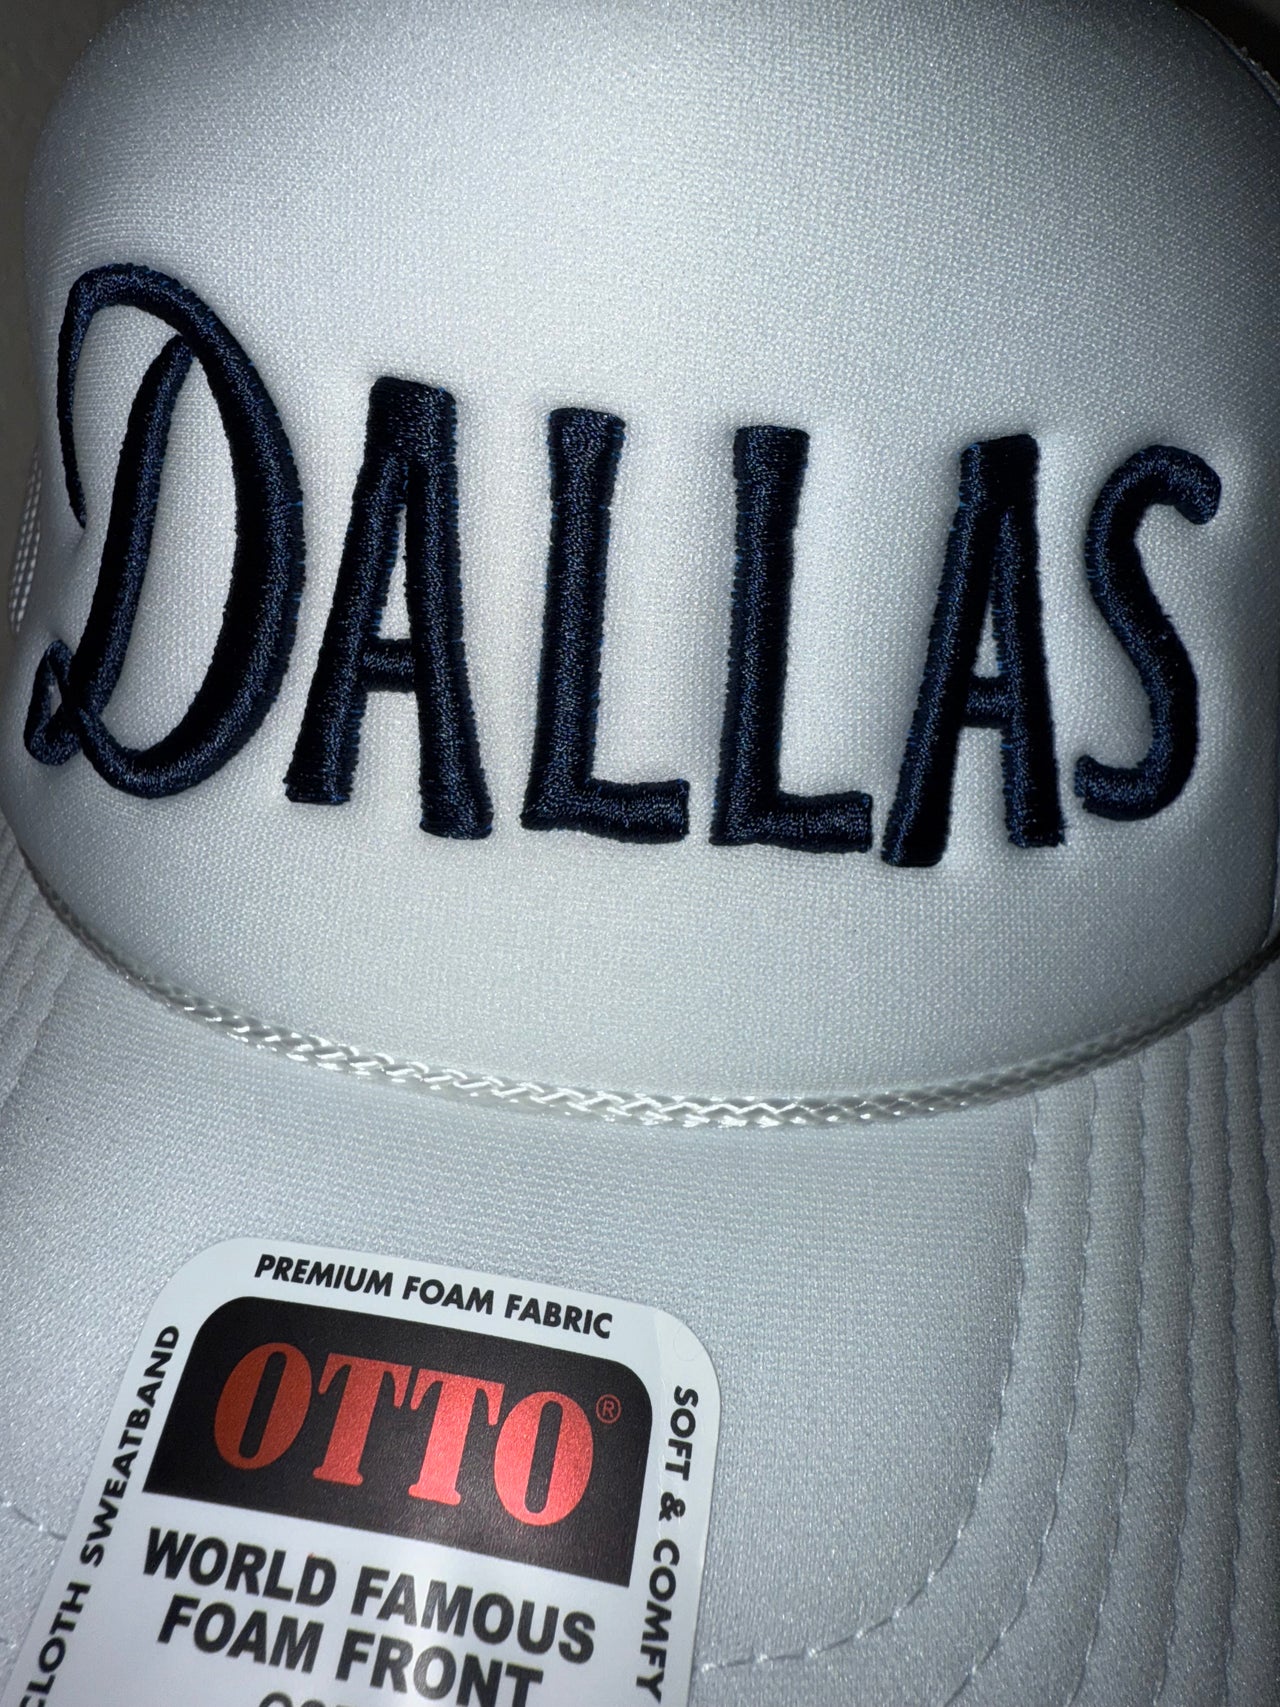 DALLAS
PREMIUM FOAM FABRIC
CLOTH SWEATBAND
OTTO®
SOFT & COMFY
WORLD FAMOUS
FOAM FRONT